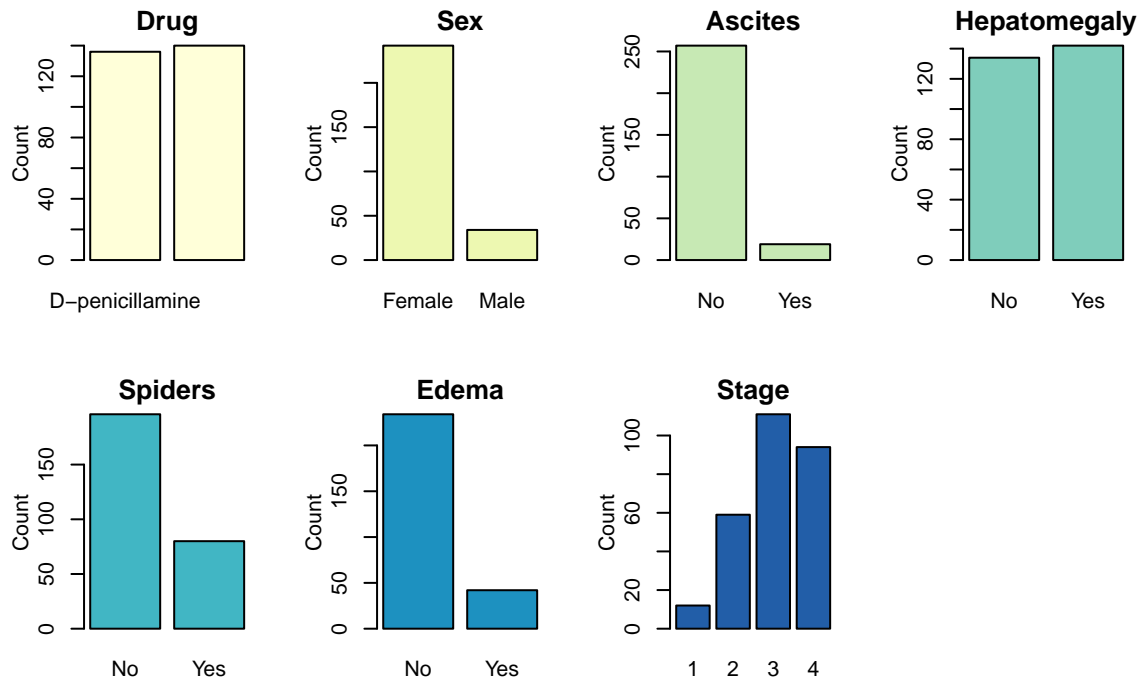 Drug
Count
0 40 80 120
D−penicillamine
Sex
Count
0 50 150
Female Male
Ascites
Count
0 50 150 250
No Yes
Hepatomegaly
Count
0 40 80 120
No Yes
Spiders
Count
0 50 100 150
No Yes
Edema
Count
0 50 150
No Yes
Stage
Count
0 20 60 100
1 2 3 4